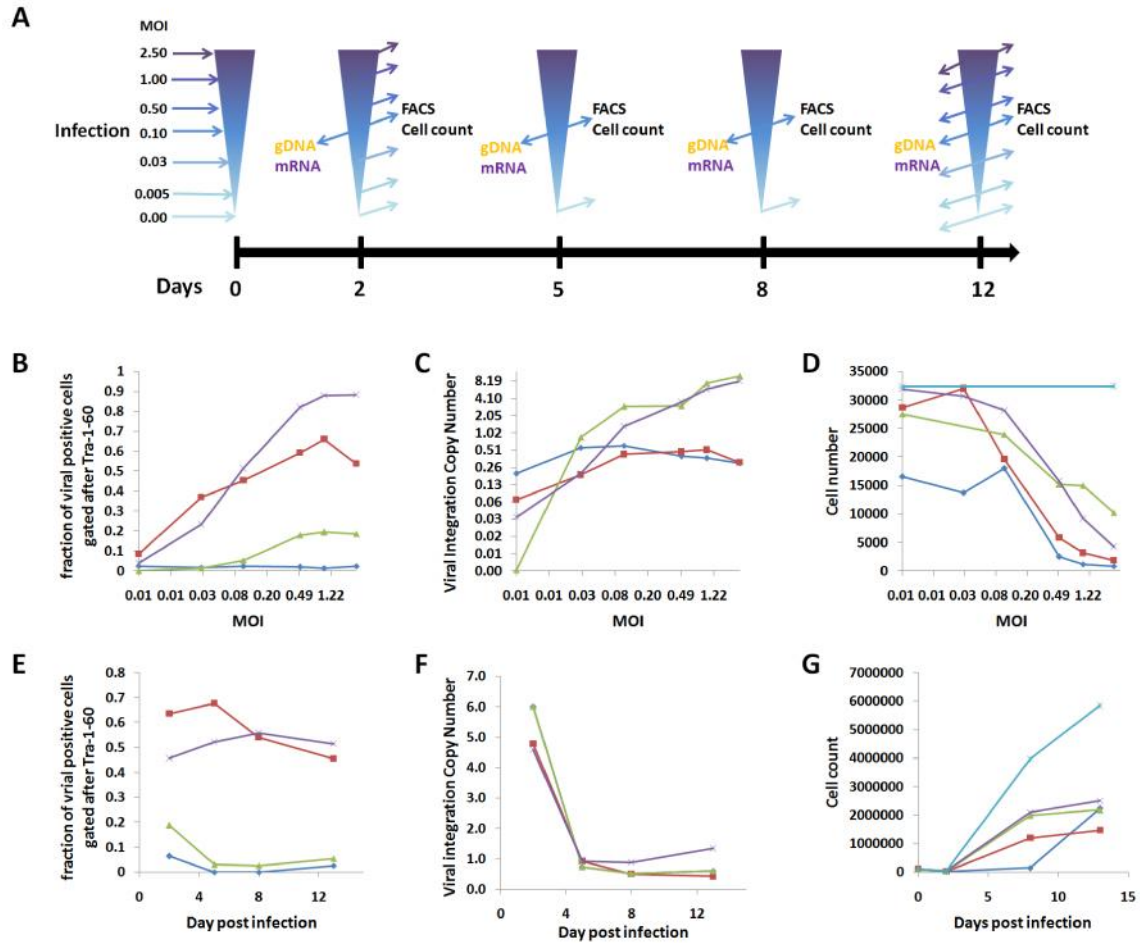 A
MOI
2.50
1.00
0.50
0.10
0.03
0.005
0.00
Infection
gDNA
mRNA
FACS
Cell count
gDNA
mRNA
FACS
Cell count
gDNA
mRNA
FACS
Cell count
gDNA
mRNA
FACS
Cell count
Days 0 2 5 8 12
B
fraction of viral positive cells
gated after Tra-1-60
1
0.9
0.8
0.7
0.6
0.5
0.4
0.3
0.2
0.1
0
0.01 0.01 0.03 0.08 0.20 0.49 1.22
MOI
C
Viral Integration Copy Number
8.19
4.10
2.05
1.02
0.51
0.26
0.13
0.06
0.03
0.02
0.01
0.00
0.01 0.01 0.03 0.08 0.20 0.49 1.22
MOI
D
Cell number
35000
30000
25000
20000
15000
10000
5000
0
0.01 0.01 0.03 0.08 0.20 0.49 1.22
MOI
E
fraction of vrial positive cells
gated after Tra-1-60
0.8
0.7
0.6
0.5
0.4
0.3
0.2
0.1
0
0 4 8 12
Day post infection
F
Viral integration Copy Number
7.0
6.0
5.0
4.0
3.0
2.0
1.0
0.0
0 4 8 12
Day post infection
G
Cell count
7000000
6000000
5000000
4000000
3000000
2000000
1000000
0
0 5 10 15
Days post infection